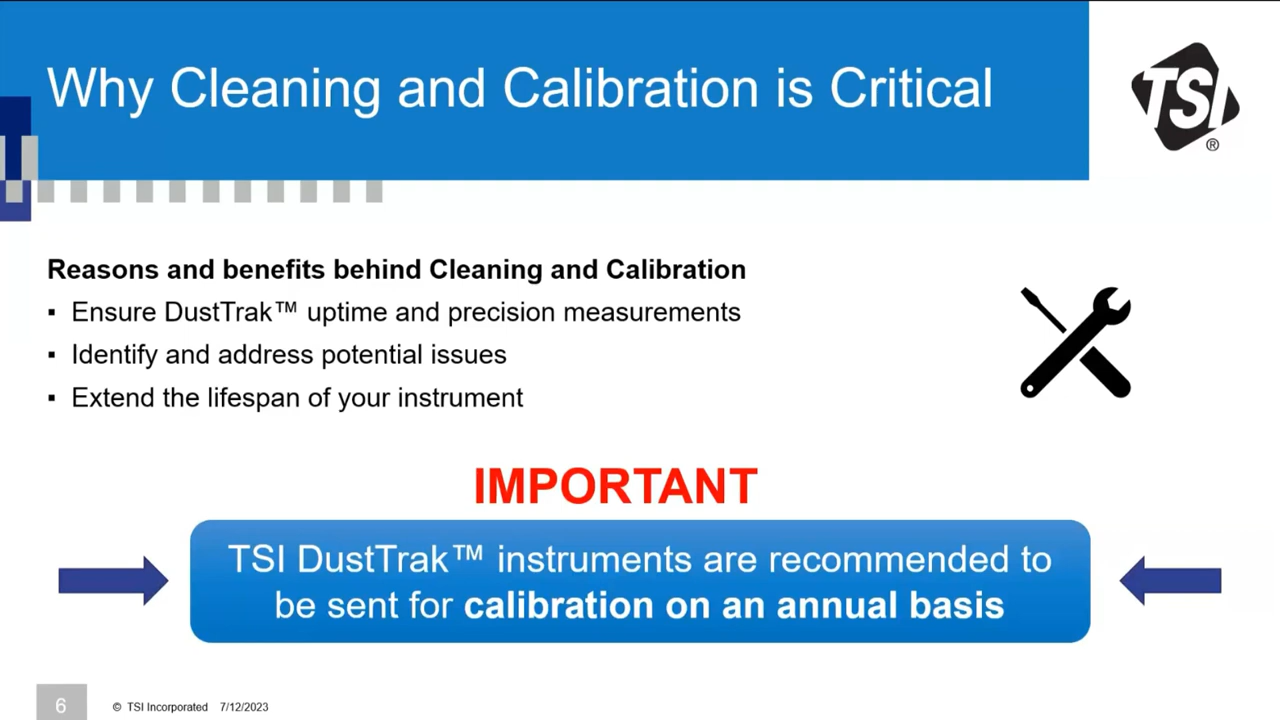 Why Cleaning and Calibration is Critical
TSI
®
Reasons and benefits behind Cleaning and Calibration
▪ Ensure DustTrak™ uptime and precision measurements
▪ Identify and address potential issues
▪ Extend the lifespan of your instrument
IMPORTANT
TSI DustTrak™ instruments are recommended to
be sent for calibration on an annual basis
6
© TSI Incorporated 7/12/2023